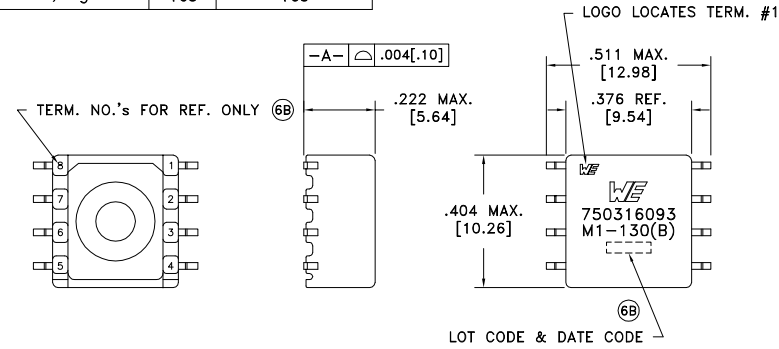 LOGO LOCATES TERM. #1
-A- .004[.10]
.511 MAX.
[12.98]
TERM. NO.'s FOR REF. ONLY 6B
.222 MAX.
[5.64]
.376 REF.
[9.54]
8 1
7 2
6 3
5 4
.404 MAX.
[10.26]
WE
WE
750316093
M1-130(B)
6B
LOT CODE & DATE CODE